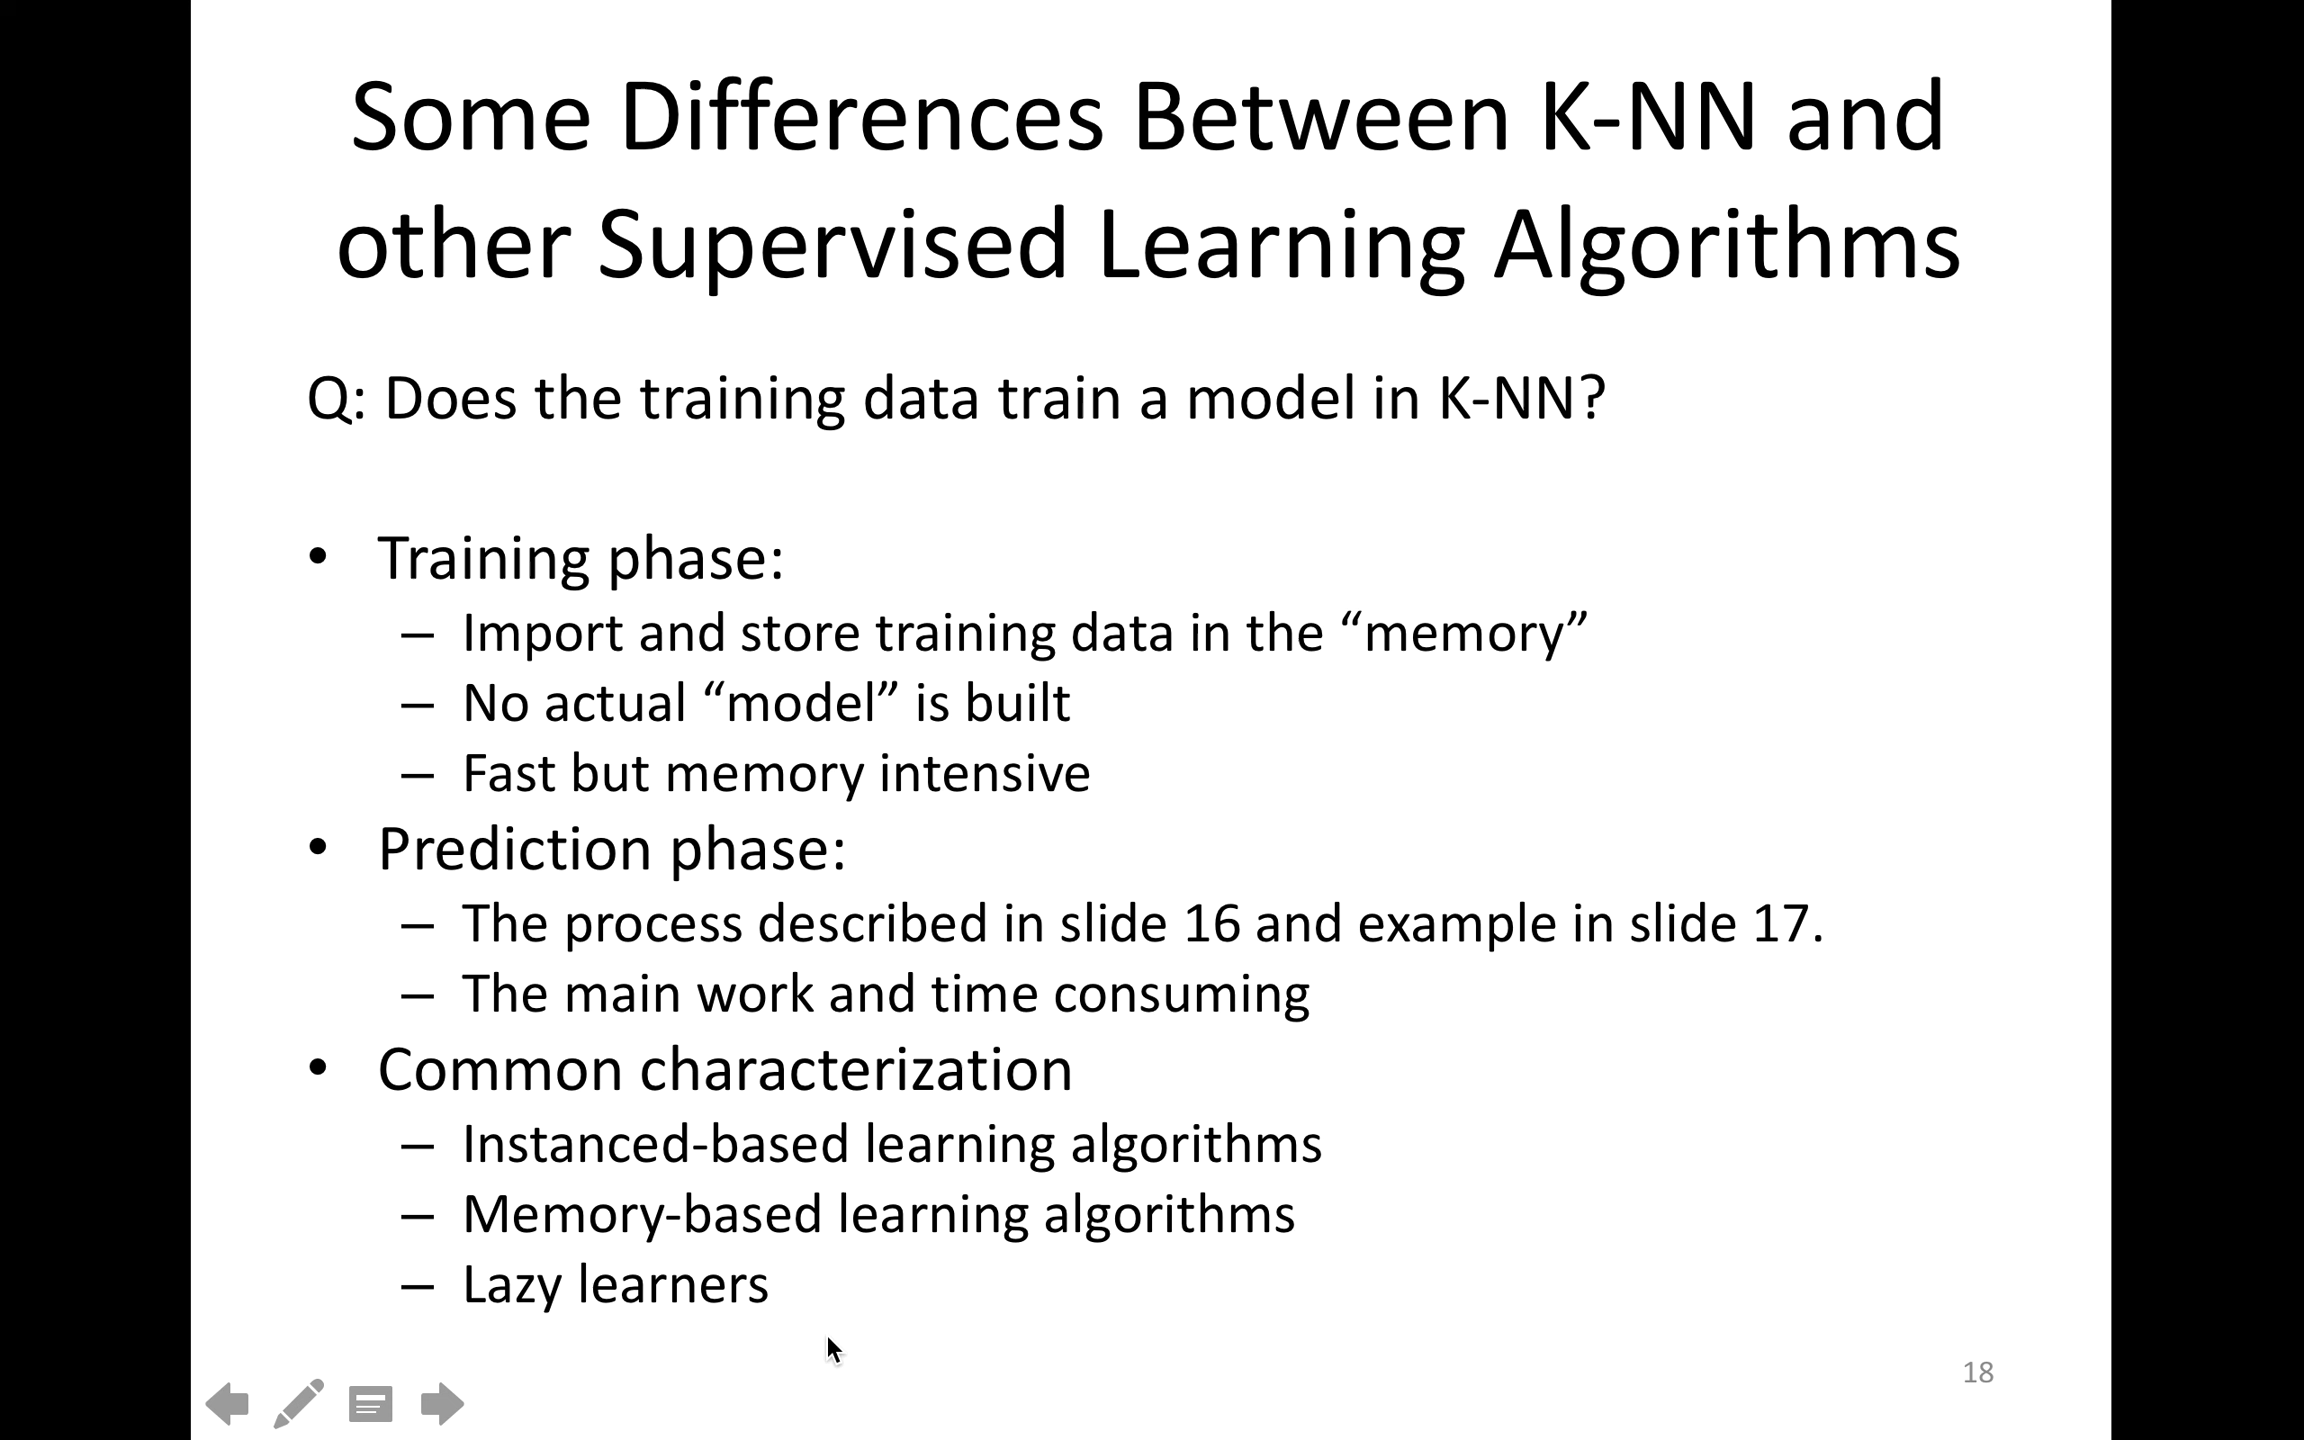 Some Differences Between K-NN and
other Supervised Learning Algorithms
Q: Does the training data train a model in K-NN?
• Training phase:
– Import and store training data in the “memory”
– No actual “model” is built
– Fast but memory intensive
• Prediction phase:
– The process described in slide 16 and example in slide 17.
– The main work and time consuming
• Common characterization
– Instanced-based learning algorithms
– Memory-based learning algorithms
– Lazy learners
18